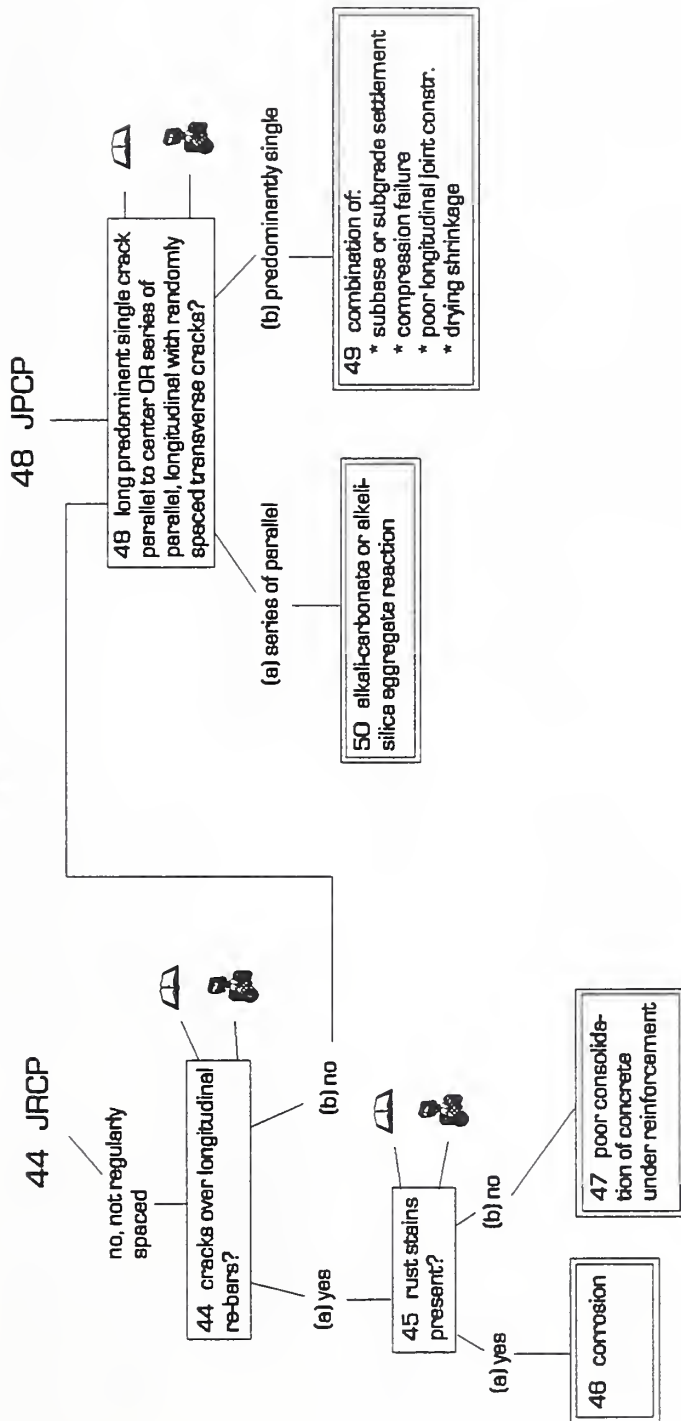 44 JRCP
no, not regularly
spaced
44 cracks over longitudinal
re-bars?
(a) yes
(b) no
45 rust stains
present?
(a) yes
(b) no
46 corrosion
47 poor consolida-
tion of concrete
under reinforcement
48 JPCP
48 long predominent single crack
parallel to center OR series of
parallel, longitudinal with randomly
spaced transverse cracks?
(a) series of parallel
(b) predominantly single
50 alkali-carbonate or alkali-
silica aggregate reaction
49 combination of:
* subbase or subgrade settlement
* compression failure
* poor longitudinal joint constr.
* drying shrinkage